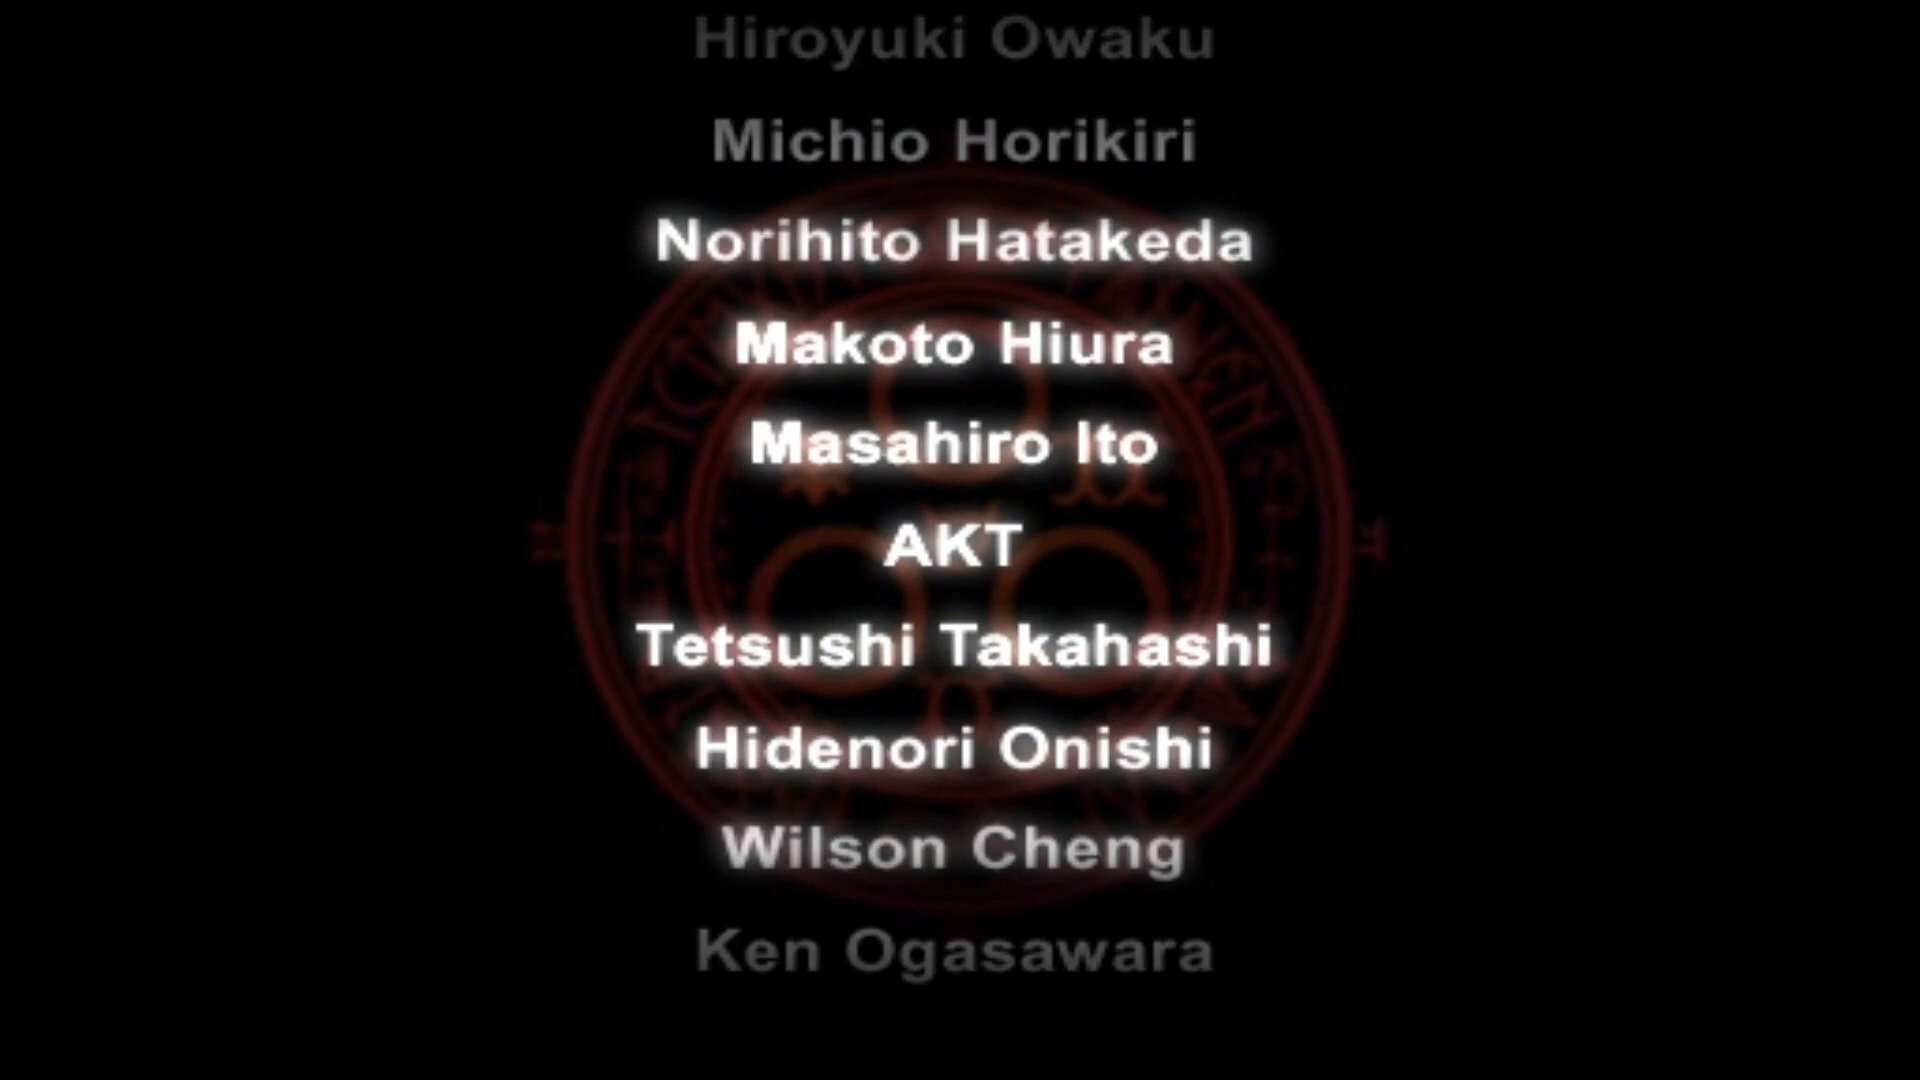 Hiroyuki Owaku
Michio Horikiri
Norihito Hatakeda
Makoto Hiura
Masahiro Ito
AKT
Tetsushi Takahashi
Hidenori Onishi
Wilson Cheng
Ken Ogasawara